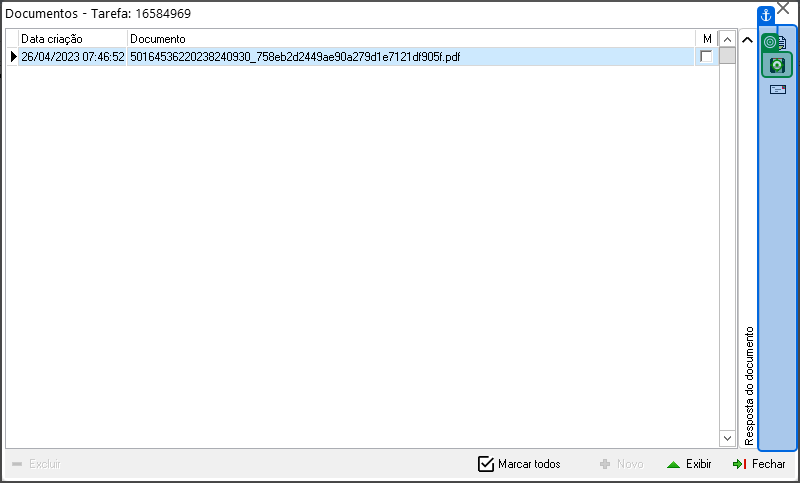 Documentos - Tarefa: 16584969
Data criação Documento M
26/04/2023 07:46:52 50164536220238240930_758eb2d2449ae90a279d1e7121df905f.pdf
Resposta do documento
Excluir Marcar todos Novo Exibir Fechar